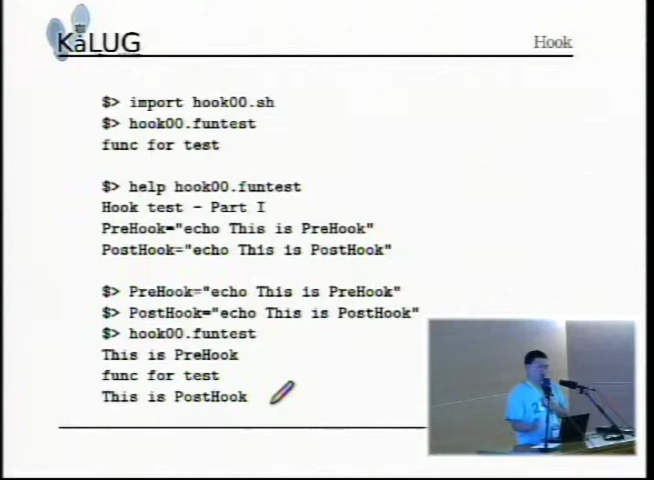 KaLUG
Hook
$> import hook00.sh
$> hook00.funtest
func for test
$> help hook00.funtest
Hook test - Part I
PreHook="echo This is PreHook"
PostHook="echo This is PostHook"
$> PreHook="echo This is PreHook"
$> PostHook="echo This is PostHook"
$> hook00.funtest
This is PreHook
func for test
This is PostHook